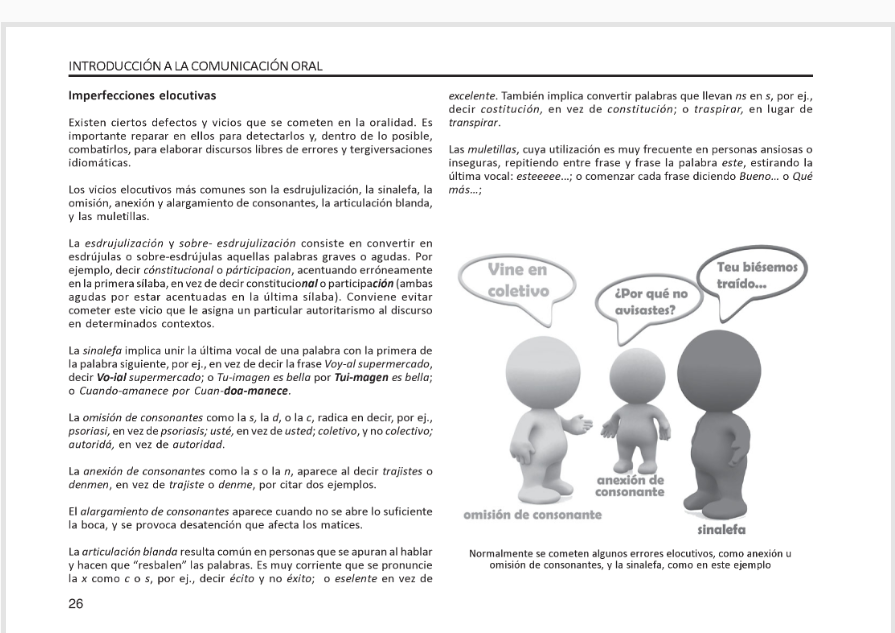 INTRODUCCIÓN A LA COMUNICACIÓN ORAL
Imperfecciones elocutivas
Existen ciertos defectos y vicios que se cometen en la oralidad. Es
importante reparar en ellos para detectarlos y, dentro de lo posible,
combatirlos, para elaborar discursos libres de errores y tergiversaciones
idiomáticas.
Los vicios elocutivos más comunes son la esdrujulización, la sinalefa, la
omisión, anexión y alargamiento de consonantes, la articulación blanda,
y las muletillas.
La esdrujulización y sobre- esdrujulización consiste en convertir en
esdrújulas o sobre-esdrújulas aquellas palabras graves o agudas. Por
ejemplo, decir cónstitucional o párticipacion, acentuando erróneamente
en la primera sílaba, en vez de decir constitucional o participación (ambas
agudas por estar acentuadas en la última sílaba). Conviene evitar
cometer este vicio que le asigna un particular autoritarismo al discurso
en determinados contextos.
La sinalefa implica unir la última vocal de una palabra con la primera de
la palabra siguiente, por ej., en vez de decir la frase Voy-al supermercado,
decir Vo-ial supermercado; o Tu-imagen es bella por Tui-magen es bella;
o Cuando-amanece por Cuan-doa-manece.
La omisión de consonantes como la s, la d, o la c, radica en decir, por ej.,
psoriasi, en vez de psoriasis; usté, en vez de usted; coletivo, y no colectivo;
autoridá, en vez de autoridad.
La anexión de consonantes como la s o la n, aparece al decir trajistes o
denmen, en vez de trajiste o denme, por citar dos ejemplos.
El alargamiento de consonantes aparece cuando no se abre lo suficiente
la boca, y se provoca desatención que afecta los matices.
La articulación blanda resulta común en personas que se apuran al hablar
y hacen que “resbalen” las palabras. Es muy corriente que se pronuncie
la x como c o s, por ej., decir écito y no éxito; o eselente en vez de
excelente. También implica convertir palabras que llevan ns en s, por ej.,
decir costitución, en vez de constitución; o traspirar, en lugar de
transpirar.
Las muletillas, cuya utilización es muy frecuente en personas ansiosas o
inseguras, repitiendo entre frase y frase la palabra este, estirando la
última vocal: esteeeee...; o comenzar cada frase diciendo Bueno... o Qué
más...;
Vine en
coletivo
¿Por qué no
avisastes?
Teu biésemos
traído...
anexión de
consonante
omisión de consonante
sinalefa
Normalmente se cometen algunos errores elocutivos, como anexión u
omisión de consonantes, y la sinalefa, como en este ejemplo
26